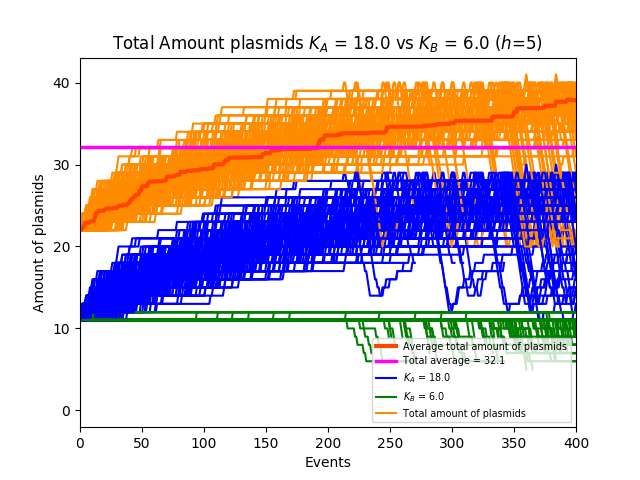 Total Amount plasmids K_A = 18.0 vs K_B = 6.0 (h=5)
Amount of plasmids
40
30
20
10
0
Average total amount of plasmids
Total average = 32.1
K_A = 18.0
K_B = 6.0
Total amount of plasmids
0 50 100 150 200 250 300 350 400
Events